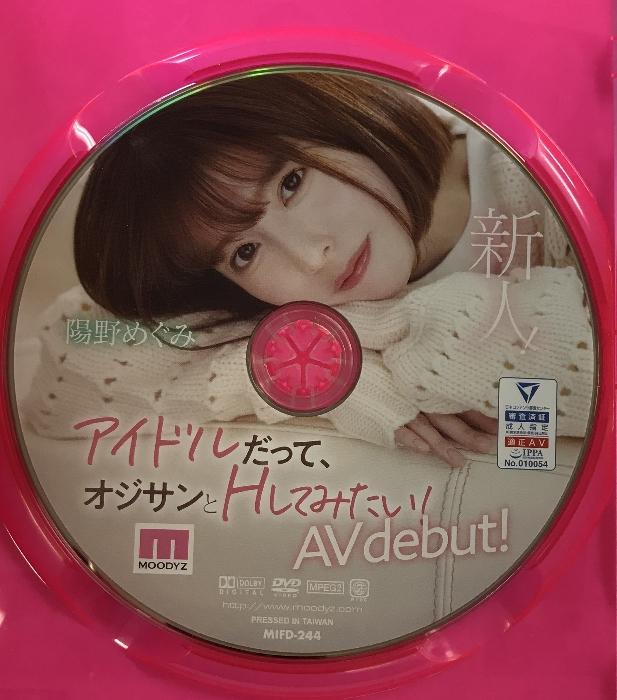 新人!
陽野めぐみ
審査済証
成人指定
適正AV
IPPA
No.010054
アイドルだって、
オジサンとHしてみたい!
AV debut!
MOODYZ
DOLBY
DIGITAL
DVD
VIDEO
MPEG2
http://www.moodyz.com
PRESSED IN TAIWAN
MIFD-244